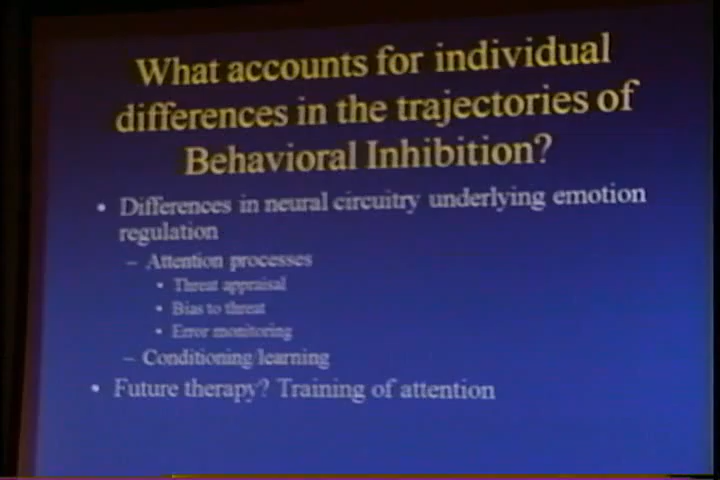 What accounts for individual
differences in the trajectories of
Behavioral Inhibition?
• Differences in neural circuitry underlying emotion
regulation
– Attention processes
• Threat appraisal
• Bias to threat
• Error monitoring
– Conditioning/learning
• Future therapy? Training of attention